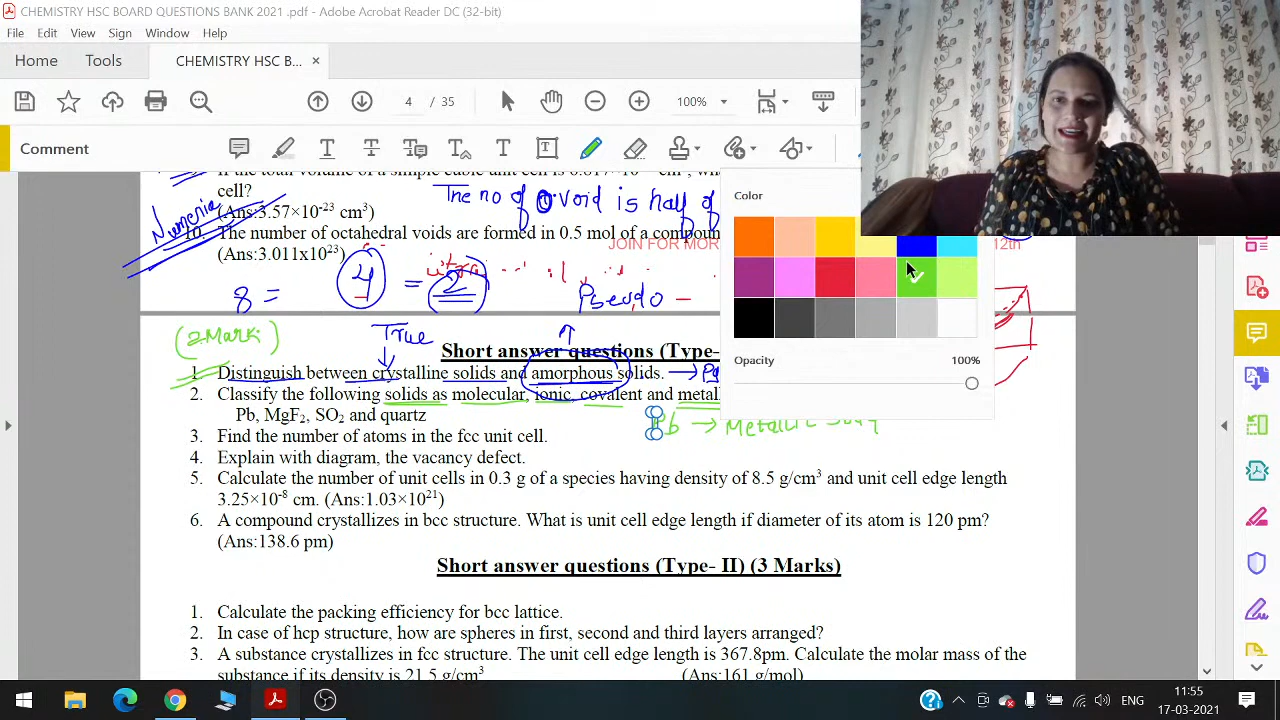 CHEMISTRY HSC BOARD QUESTIONS BANK 2021 .pdf - Adobe Acrobat Reader DC (32-bit)
File Edit View Sign Window Help
Home Tools CHEMISTRY HSC B... ×
4 / 35 100%
Comment
cell?
The no of void is half of
(Ans:3.57×10-23 cm3)
Numeria
10. The number of octahedral voids are formed in 0.5 mol of a compound
JOIN FOR MOR 12th
(Ans:3.011x1023)
8 = 4 = 2
Pseudo –
Color
Opacity 100%
(2Mark)
True
Short answer questions (Type-
1. Distinguish between crystalline solids and amorphous solids.
2. Classify the following solids as molecular, ionic, covalent and metall
Pb, MgF2, SO2 and quartz
Pb → Metallic
3. Find the number of atoms in the fcc unit cell.
4. Explain with diagram, the vacancy defect.
5. Calculate the number of unit cells in 0.3 g of a species having density of 8.5 g/cm3 and unit cell edge length
3.25×10-8 cm. (Ans:1.03×1021)
6. A compound crystallizes in bcc structure. What is unit cell edge length if diameter of its atom is 120 pm?
(Ans:138.6 pm)
Short answer questions (Type- II) (3 Marks)
1. Calculate the packing efficiency for bcc lattice.
2. In case of hcp structure, how are spheres in first, second and third layers arranged?
3. A substance crystallizes in fcc structure. The unit cell edge length is 367.8pm. Calculate the molar mass of the
substance if its density is 21.5 g/cm3 (Ans:161 g/mol)
ENG
11:55
17-03-2021